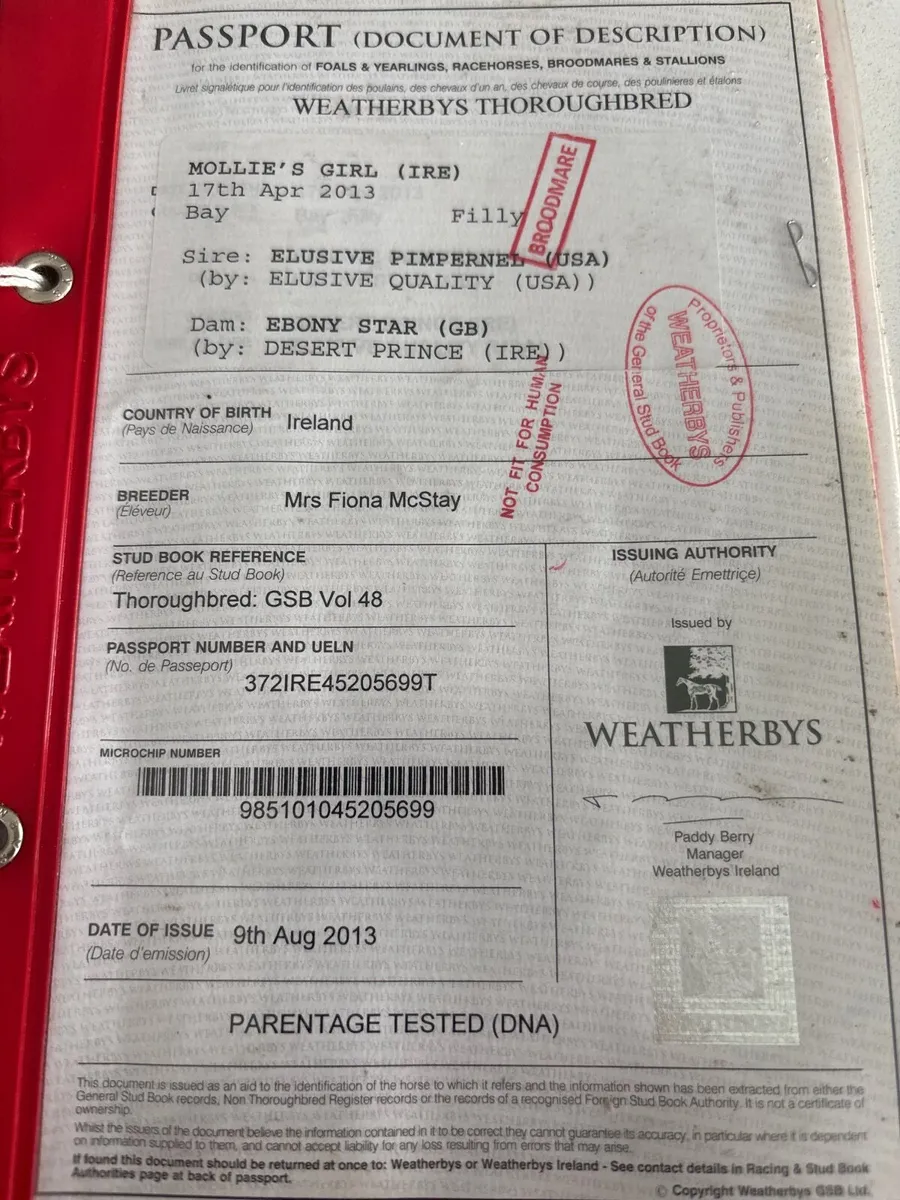 PASSPORT (DOCUMENT OF DESCRIPTION)
for the identification of FOALS & YEARLINGS, RACEHORSES, BROODMARES & STALLIONS
Livret signalétique pour l'identification des poulains, des chevaux d'un an, des chevaux de course, des poulinieres et étalons
WEATHERBYS THOROUGHBRED
MOLLIE'S GIRL (IRE)
17th Apr 2013
Bay Filly
BROODMARE
Sire: ELUSIVE PIMPERNEL (USA)
(by: ELUSIVE QUALITY (USA))
Dam: EBONY STAR (GB)
(by: DESERT PRINCE (IRE))
NOT FIT FOR HUMAN
CONSUMPTION
Proprietors & Publishers
WEATHERBYS
of the General Stud Book
COUNTRY OF BIRTH Ireland
(Pays de Naissance)
BREEDER Mrs Fiona McStay
(Éléveur)
STUD BOOK REFERENCE
(Reference au Stud Book)
Thoroughbred: GSB Vol 48
PASSPORT NUMBER AND UELN
(No. de Passeport)
372IRE45205699T
MICROCHIP NUMBER
985101045205699
DATE OF ISSUE 9th Aug 2013
(Date d'emission)
ISSUING AUTHORITY
(Autorité Emettriçe)
Issued by
WEATHERBYS
Paddy Berry
Manager
Weatherbys Ireland
PARENTAGE TESTED (DNA)
This document is issued as an aid to the identification of the horse to which it refers and the information shown has been extracted from either the
General Stud Book records, Non Thoroughbred Register records or the records of a recognised Foreign Stud Book Authority. It is not a certificate of
ownership.
Whilst the issuers of the document believe the information contained in it to be correct they cannot guarantee its accuracy, in particular where it is dependent
on information supplied to them, and cannot accept liability for any loss resulting from errors that may arise.
If found this document should be returned at once to: Weatherbys or Weatherbys Ireland - See contact details in Racing & Stud Book
Authorities page at back of passport.
© Copyright Weatherbys GSB Ltd.
WEATHERBYS